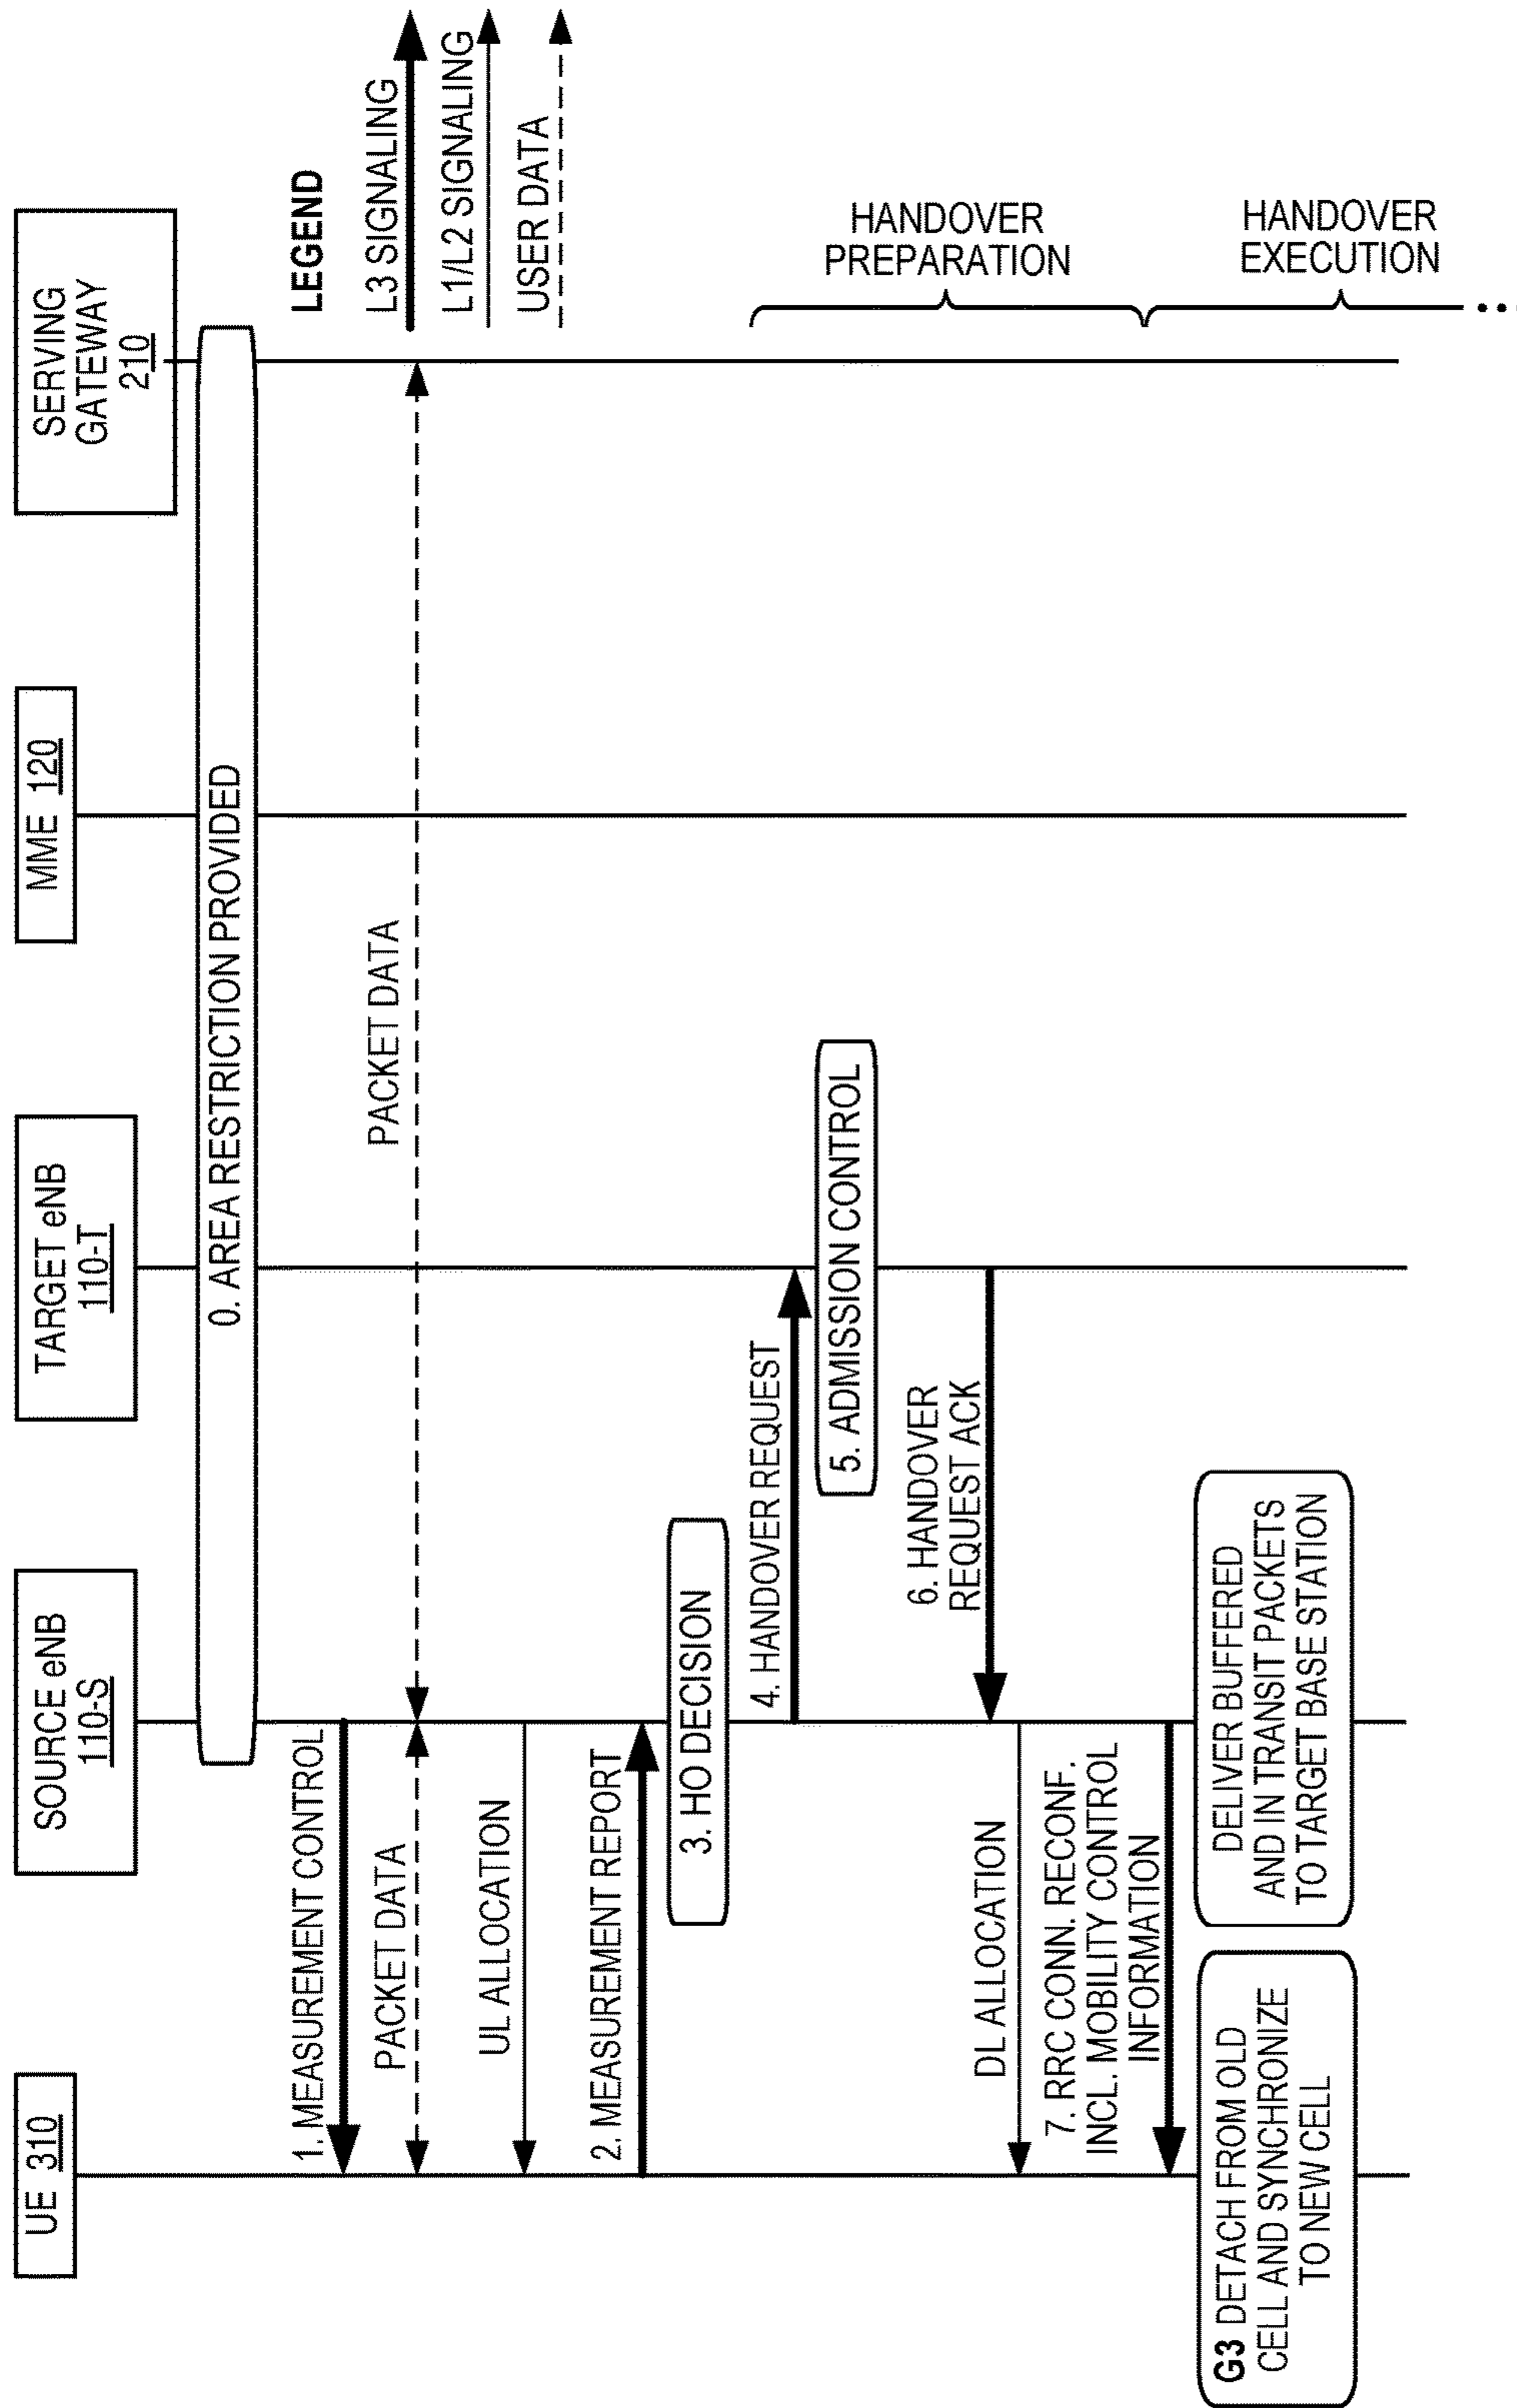 UE 310
SOURCE eNB
110-S
TARGET eNB
110-T
MME 120
SERVING
GATEWAY
210
0. AREA RESTRICTION PROVIDED
LEGEND
L3 SIGNALING
L1/L2 SIGNALING
USER DATA
1. MEASUREMENT CONTROL
PACKET DATA
PACKET DATA
UL ALLOCATION
2. MEASUREMENT REPORT
3. HO DECISION
4. HANDOVER REQUEST
5. ADMISSION CONTROL
6. HANDOVER
REQUEST ACK
HANDOVER
PREPARATION
DL ALLOCATION
7. RRC CONN. RECONF.
INCL. MOBILITY CONTROL
INFORMATION
G3 DETACH FROM OLD
CELL AND SYNCHRONIZE
TO NEW CELL
DELIVER BUFFERED
AND IN TRANSIT PACKETS
TO TARGET BASE STATION
HANDOVER
EXECUTION